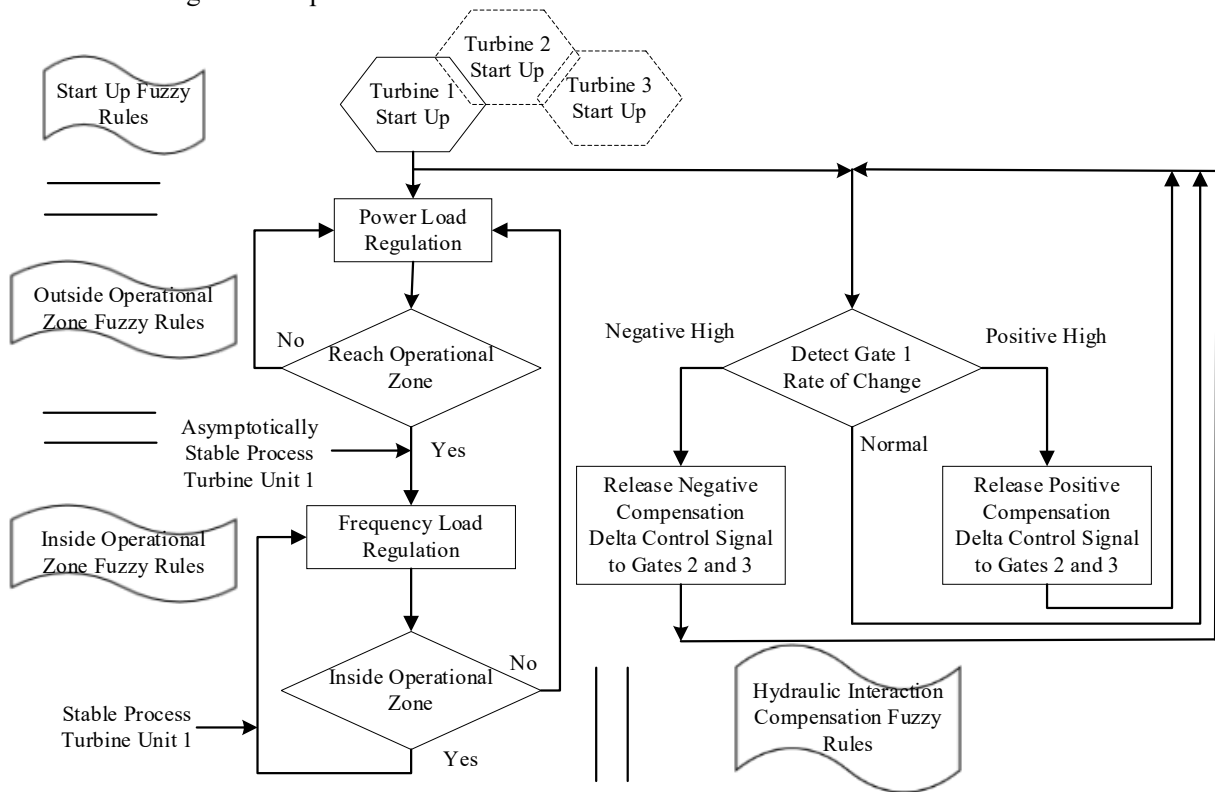 Turbine 2
Start Up
Turbine 1
Start Up
Turbine 3
Start Up
Start Up Fuzzy
Rules
Power Load
Regulation
Outside Operational
Zone Fuzzy Rules
No
Reach Operational
Zone
Negative High
Positive High
Detect Gate 1
Rate of Change
Asymptotically
Stable Process
Turbine Unit 1
Yes
Normal
Release Negative
Compensation
Delta Control Signal
to Gates 2 and 3
Release Positive
Compensation
Delta Control Signal
to Gates 2 and 3
Inside Operational
Zone Fuzzy Rules
Frequency Load
Regulation
No
Inside Operational
Zone
Stable Process
Turbine Unit 1
Yes
Hydraulic Interaction
Compensation Fuzzy
Rules